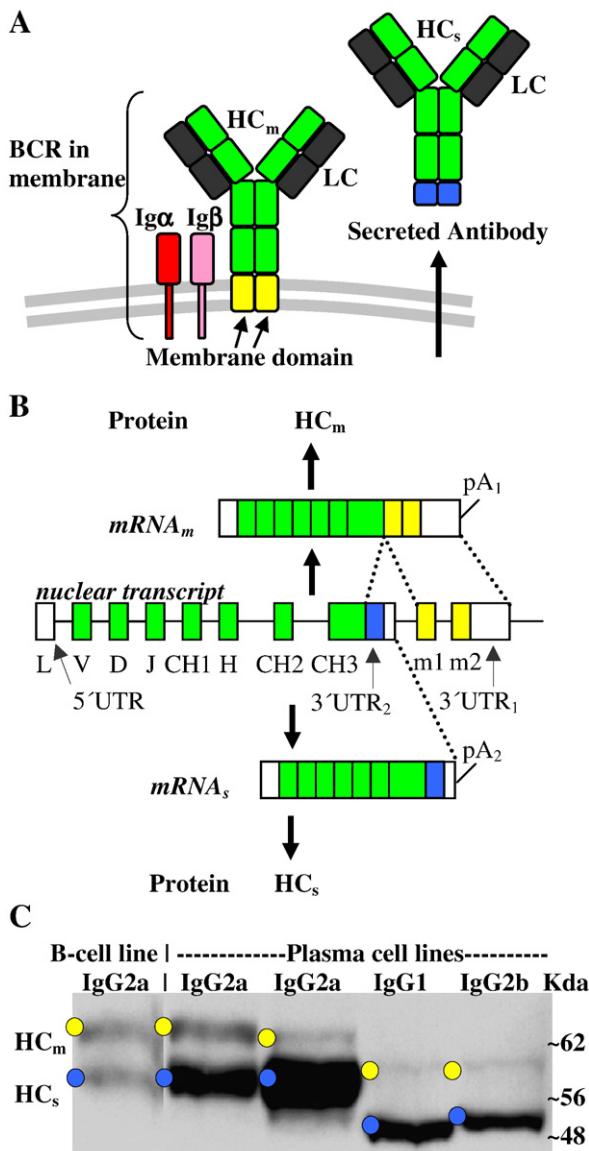 A
BCR in
membrane
HCm
LC
Igα Igβ
Membrane domain
HCs
LC
Secreted Antibody
B
Protein HCm
mRNAm
pA1
nuclear transcript
L V D J CH1 H CH2 CH3 m1 m2
5´UTR 3´UTR2 3´UTR1
mRNAs
pA2
Protein HCs
C
B-cell line | -----------Plasma cell lines---------
IgG2a | IgG2a IgG2a IgG1 IgG2b Kda
HCm ~62
HCs ~56
~48